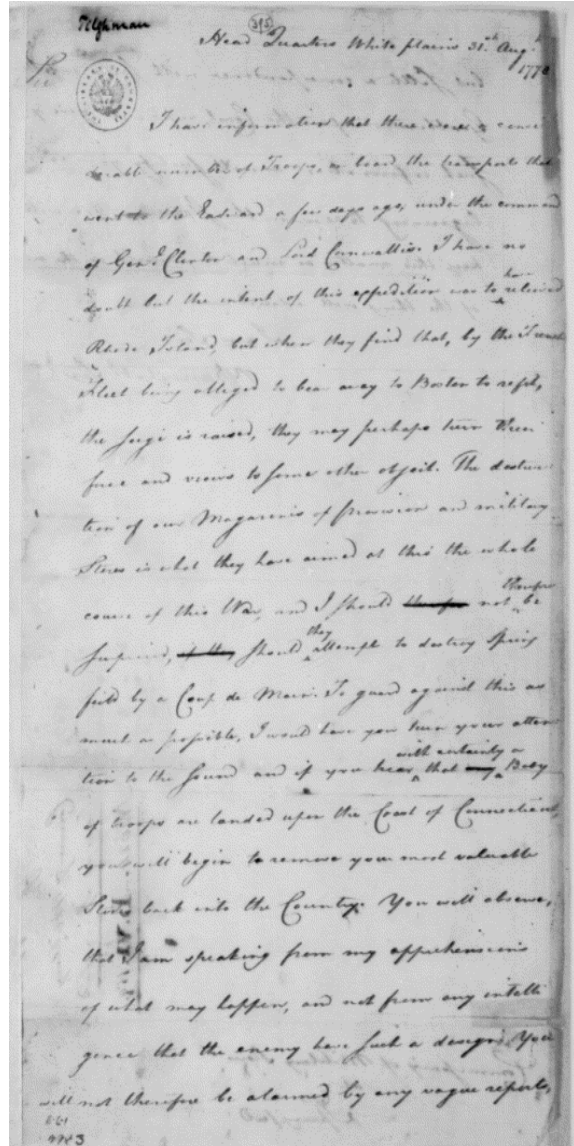 Tilghman
Head Quarters White plains 31st Augt
1778
Sir
I have information that there were a consi
derable number of Troops, on board the transports that
went to the Eastward a few days ago, under the command
of Genl Clinton and Lord Cornwallis. I have no
doubt but the intent of this expedition was to have relieved
Rhode Island, but when they find that, by the French
Fleet being obliged to bear away to Boston to refit,
the seige is raised, they may perhaps turn their
force and views to some other object. The destruc
tion of our Magazines of provision and military
Stores is what they have aimed at thro the whole
course of this War, and I should therefore not therefore be
surprised, if they should they attempt to destroy Spring
feild by a Coup de Main. To guard against this as
much as possible, I would have you turn your atten
tion to the Sound and if you hear with certainty that any a Body
of troops are landed upon the Coast of Connecticut,
you will begin to remove your most valuable
Stores back into the Country. You will observe,
that I am speaking from my apprehensions
of what may happen, and not from any intelli
gence that the enemy have such a design. You
will not therefore be alarmed by any vague reports,